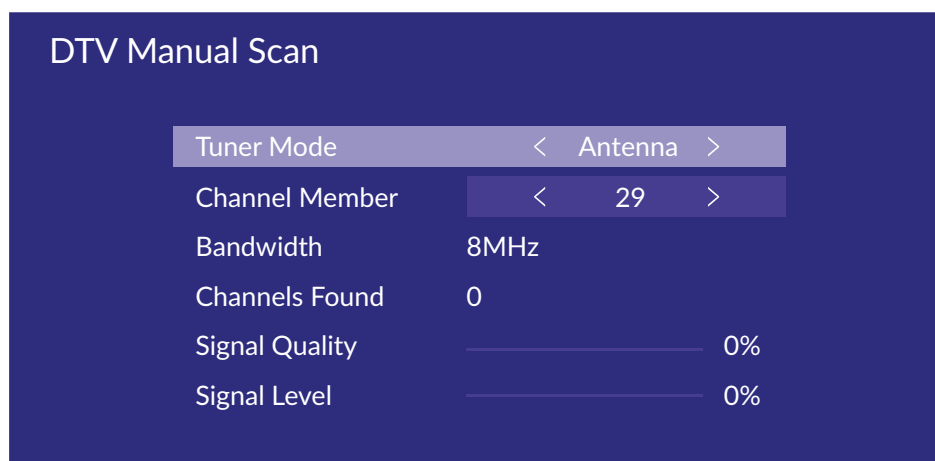 DTV Manual Scan
Tuner Mode < Antenna >
Channel Member < 29 >
Bandwidth 8MHz
Channels Found 0
Signal Quality 0%
Signal Level 0%